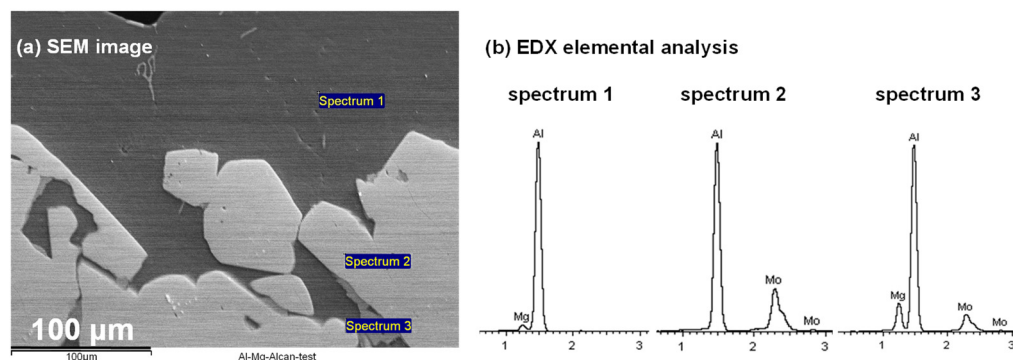 (a) SEM image
Spectrum 1
Spectrum 2
Spectrum 3
100 µm
100µm
Al-Mg-Alcan-test
(b) EDX elemental analysis
spectrum 1
spectrum 2
spectrum 3
Al
Mg
1 2 3
Al
Mo
Mo
1 2 3
Al
Mg
Mo
Mo
1 2 3